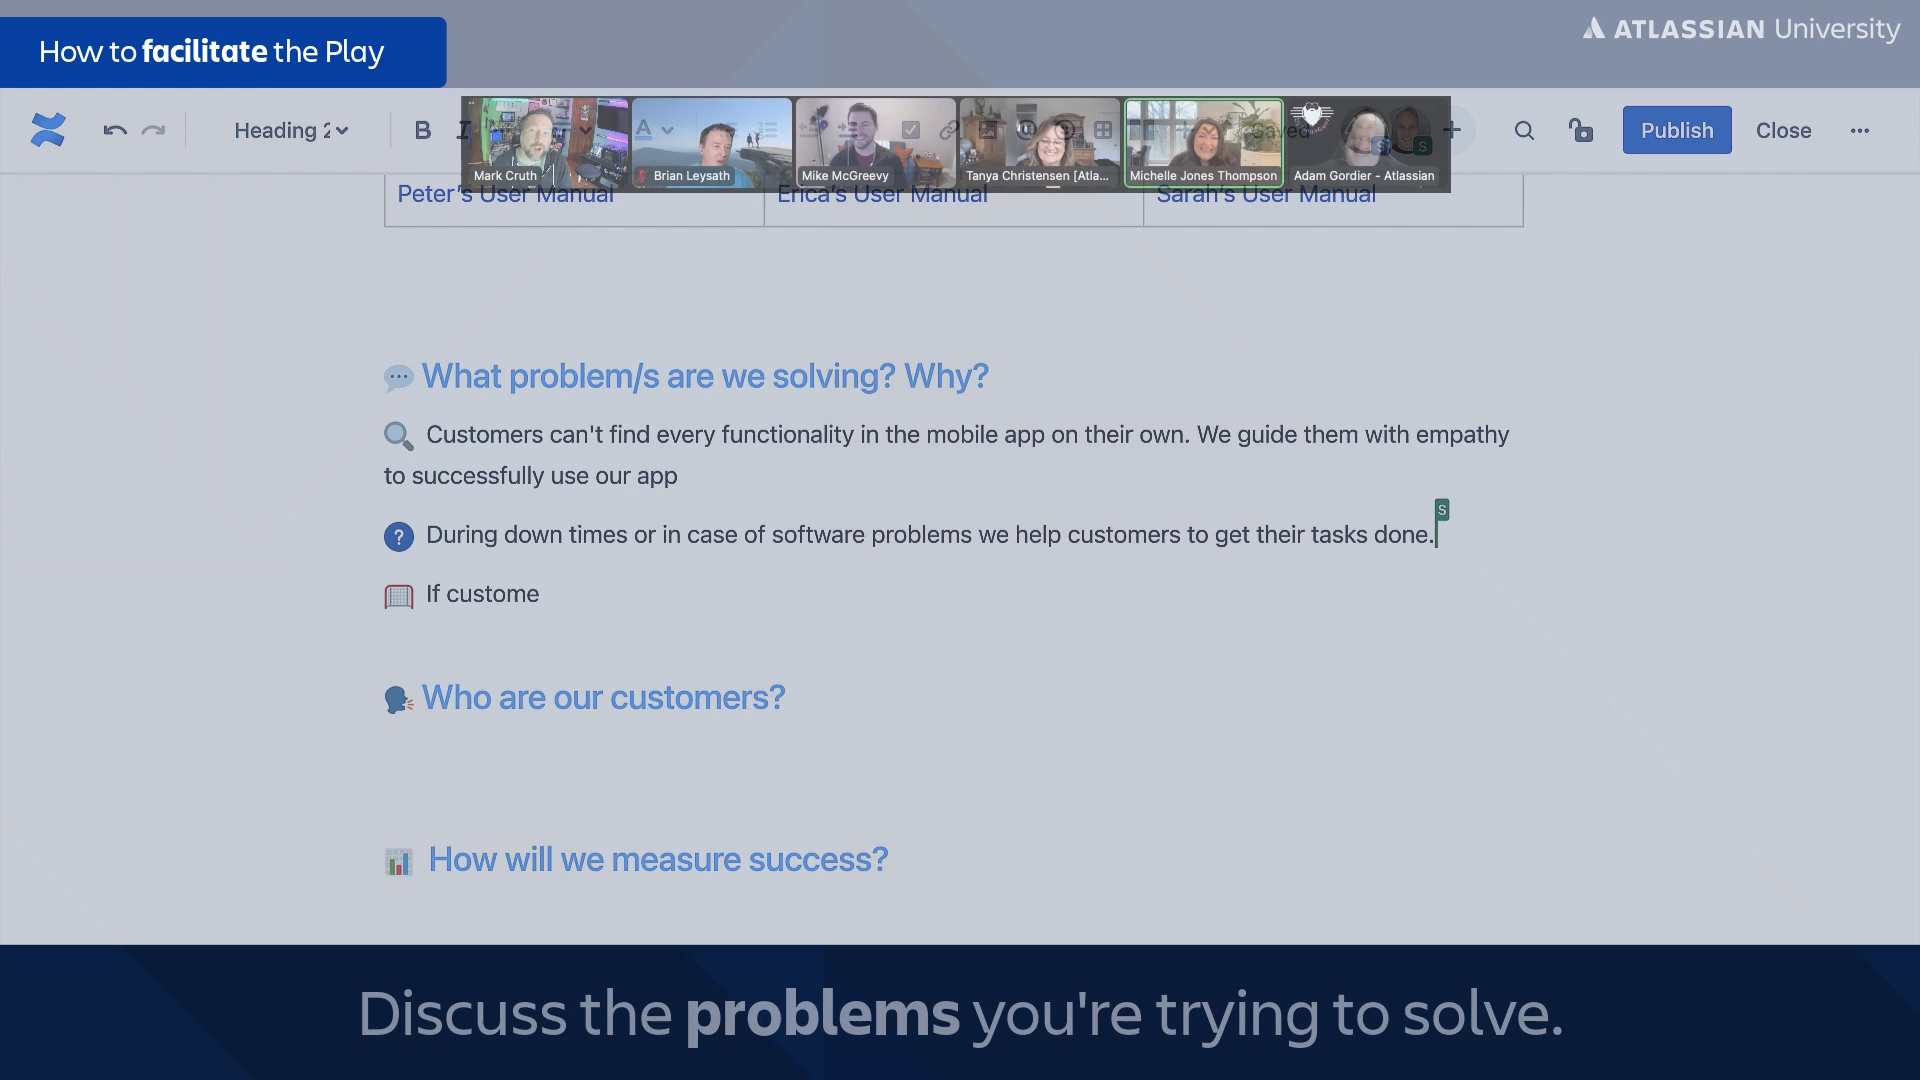 How to facilitate the Play
ATLASSIAN University
Heading 2
B
I
A
Saved
Publish
Close
Mark Cruth
Brian Leysath
Mike McGreevy
Tanya Christensen [Atla...
Michelle Jones Thompson
Adam Gordier - Atlassian
S
S
Peter's User Manual
Erica's User Manual
Sarah's User Manual
What problem/s are we solving? Why?
Customers can't find every functionality in the mobile app on their own. We guide them with empathy
to successfully use our app
S
During down times or in case of software problems we help customers to get their tasks done.
If custome
Who are our customers?
How will we measure success?
Discuss the problems you're trying to solve.